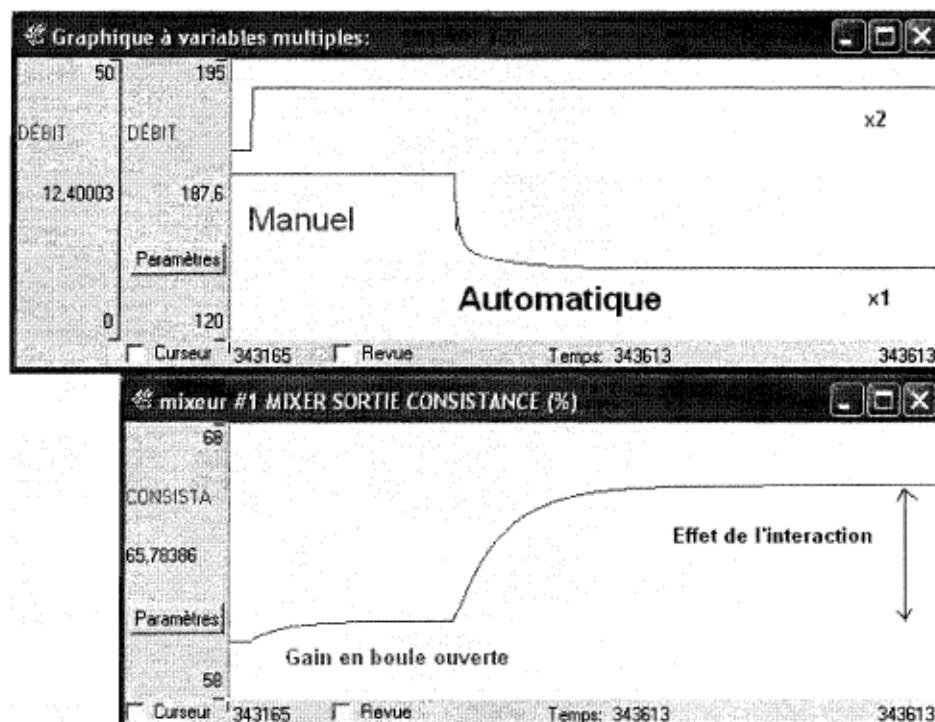 Graphique à variables multiples:
50 195
DÉBIT DÉBIT
x2
12,40003 187,6
Manuel
Paramètres
Automatique x1
0 120
Curseur 343165 Revue Temps: 343613 343613
mixeur #1 MIXER SORTIE CONSISTANCE (%)
68
CONSISTA
Effet de l'interaction
65,78386
Paramètres
Gain en boule ouverte
58
Curseur 343165 Revue Temps: 343613 343613